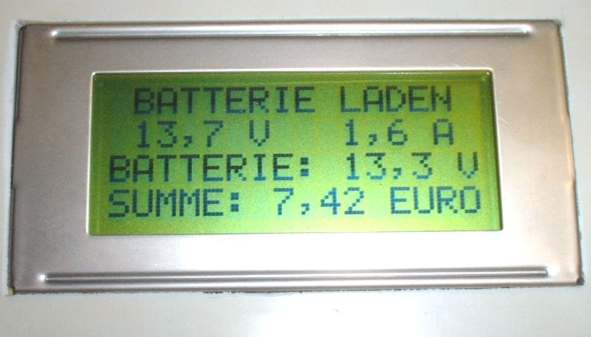 BATTERIE LADEN
13,7 V 1,6 A
BATTERIE: 13,3 V
SUMME: 7,42 EURO